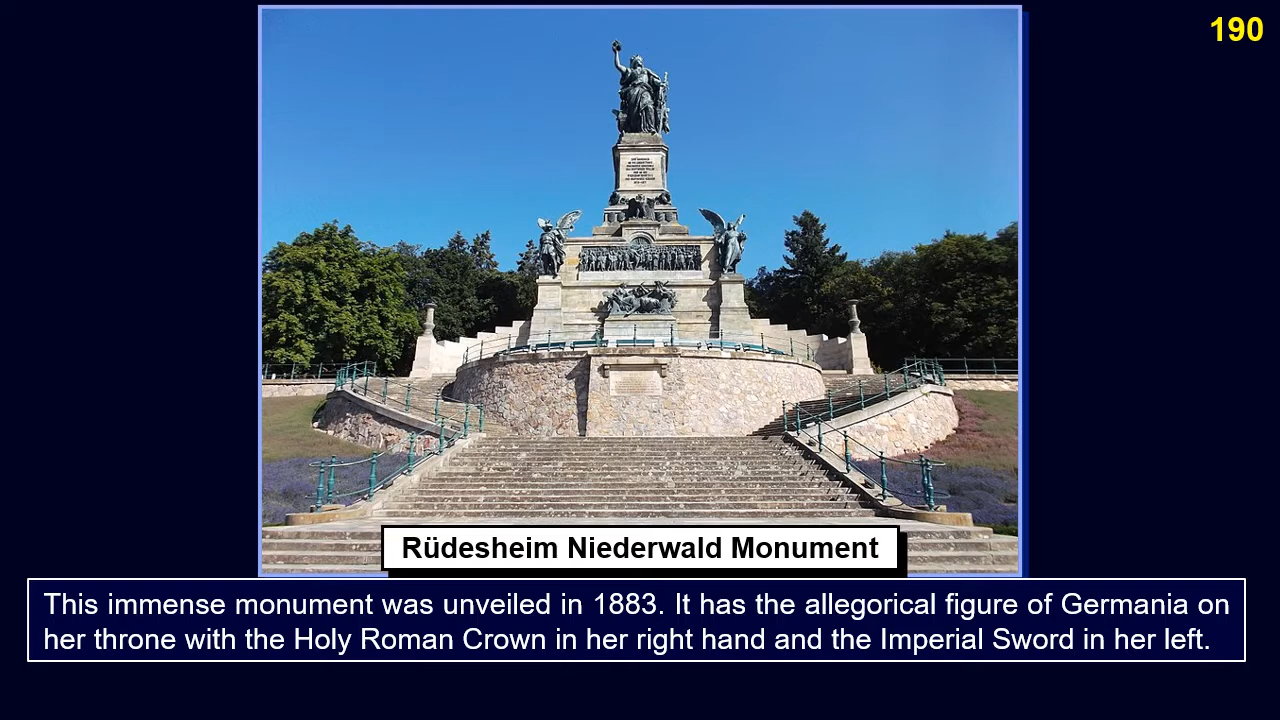 190
Rüdesheim Niederwald Monument
This immense monument was unveiled in 1883. It has the allegorical figure of Germania on
her throne with the Holy Roman Crown in her right hand and the Imperial Sword in her left.